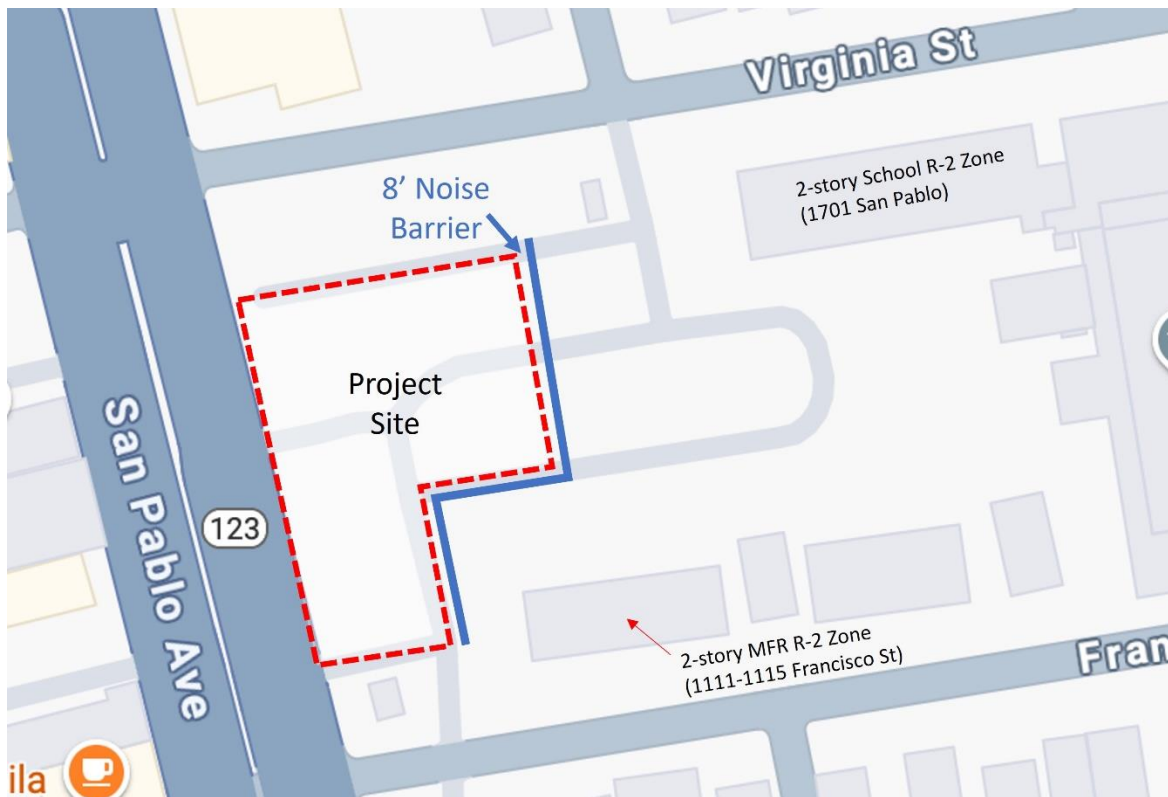 Virginia St
2-story School R-2 Zone
(1701 San Pablo)
8’ Noise
Barrier
Project
Site
San Pablo Ave
123
2-story MFR R-2 Zone
(1111-1115 Francisco St)
Fran
ila